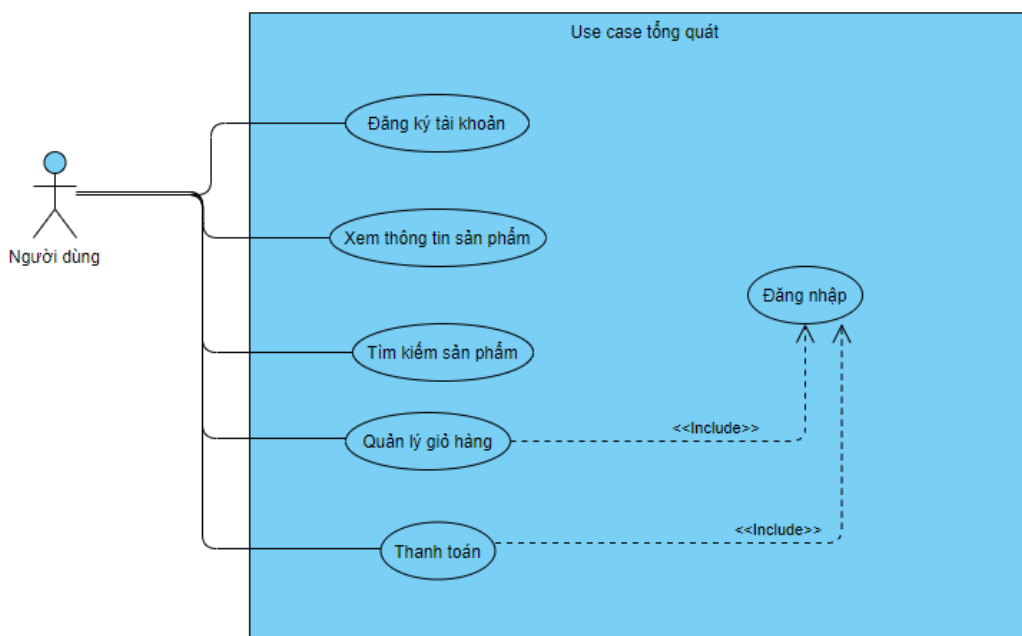 Use case tổng quát
Đăng ký tài khoản
Người dùng
Xem thông tin sản phẩm
Đăng nhập
Tìm kiếm sản phẩm
Quản lý giỏ hàng
<<Include>>
<<Include>>
Thanh toán